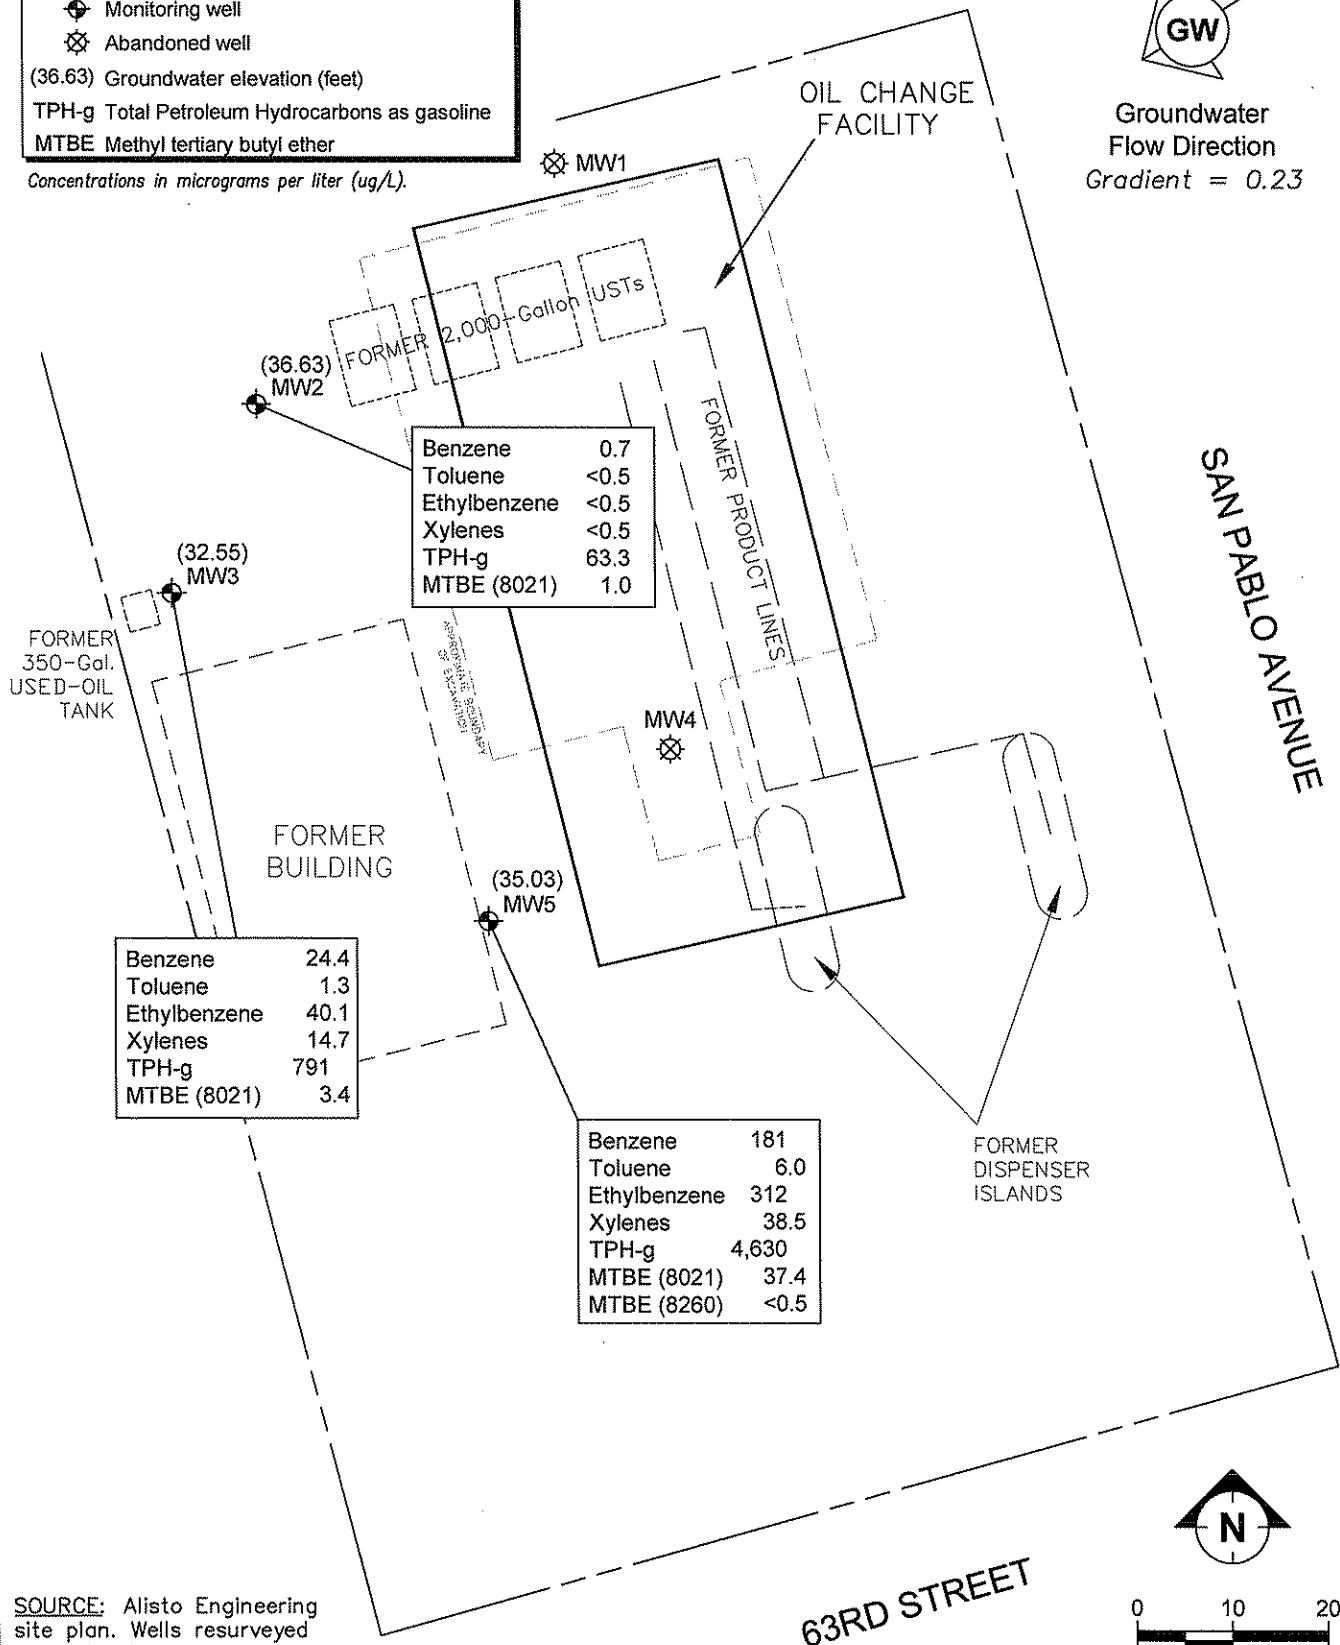 Monitoring well
Abandoned well
(36.63) Groundwater elevation (feet)
TPH-g Total Petroleum Hydrocarbons as gasoline
MTBE Methyl tertiary butyl ether
Concentrations in micrograms per liter (ug/L).
GW
Groundwater
Flow Direction
Gradient = 0.23
OIL CHANGE
FACILITY
MW1
FORMER 2,000-Gallon USTs
(36.63)
MW2
Benzene 0.7
Toluene <0.5
Ethylbenzene <0.5
Xylenes <0.5
TPH-g 63.3
MTBE (8021) 1.0
FORMER PRODUCT LINES
SAN PABLO AVENUE
(32.55)
MW3
FORMER
350-Gal.
USED-OIL
TANK
APPROXIMATE BOUNDARY
OF EXCAVATION
MW4
FORMER
BUILDING
(35.03)
MW5
Benzene 24.4
Toluene 1.3
Ethylbenzene 40.1
Xylenes 14.7
TPH-g 791
MTBE (8021) 3.4
Benzene 181
Toluene 6.0
Ethylbenzene 312
Xylenes 38.5
TPH-g 4,630
MTBE (8021) 37.4
MTBE (8260) <0.5
FORMER
DISPENSER
ISLANDS
N
63RD STREET
SOURCE: Alisto Engineering
site plan. Wells resurveyed
0 10 20